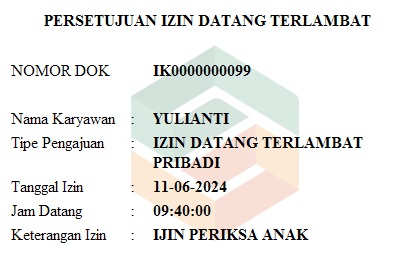 PERSETUJUAN IZIN DATANG TERLAMBAT
NOMOR DOK IK0000000099
Nama Karyawan : YULIANTI
Tipe Pengajuan : IZIN DATANG TERLAMBAT
PRIBADI
Tanggal Izin : 11-06-2024
Jam Datang : 09:40:00
Keterangan Izin : IJIN PERIKSA ANAK